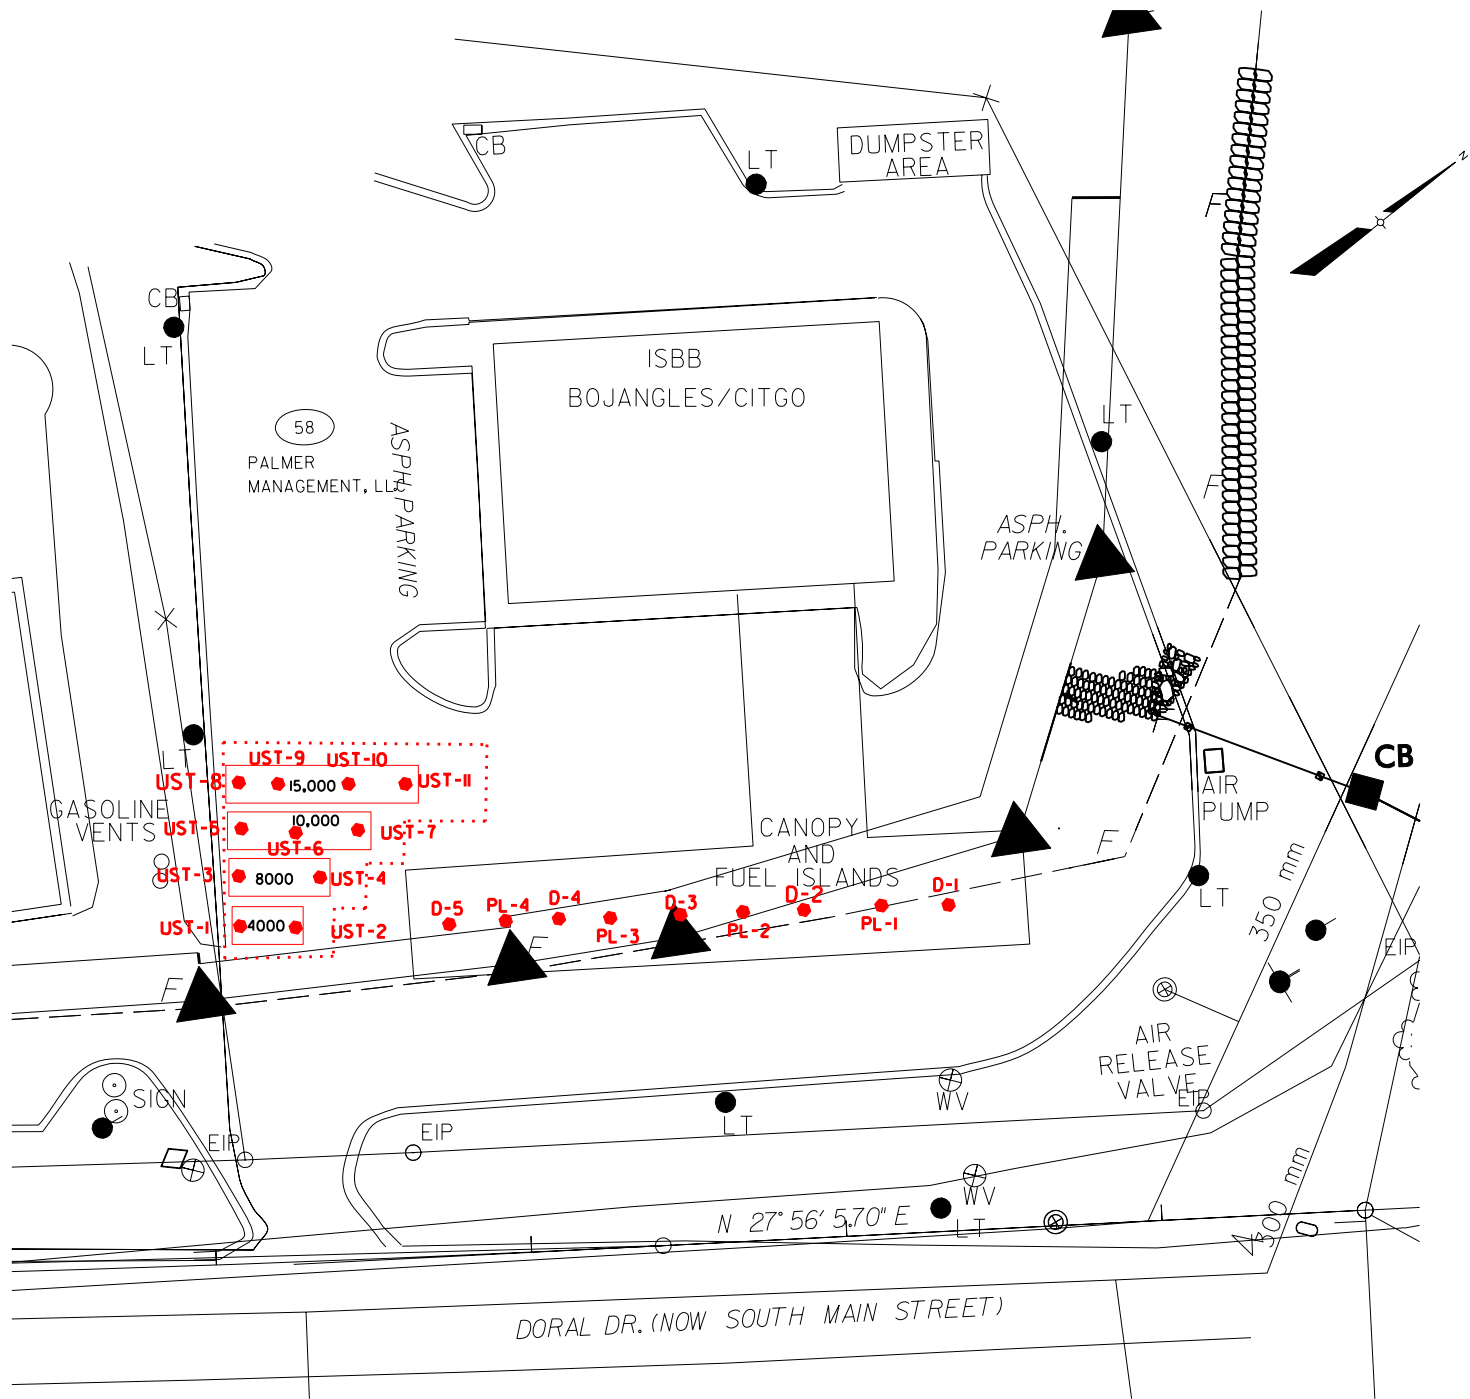 CB
DUMPSTER
AREA
LT
N
F
CB
LT
ISBB
BOJANGLES/CITGO
58
PALMER
MANAGEMENT, LLC
ASPH.PARKING
LT
F
ASPH.
PARKING
CB
LT
UST-9
UST-10
UST-8
15,000
UST-11
AIR
PUMP
GASOLINE
VENTS
UST-5
10,000
UST-7
UST-6
CANOPY
AND
FUEL ISLANDS
F
UST-3
8000
UST-4
LT
350 mm
D-5
PL-4
D-4
D-3
D-2
D-1
UST-1
4000
UST-2
PL-3
PL-2
PL-1
F
EIP
F
AIR
RELEASE
VALVE
SIGN
WV
EIP
LT
EIP
EIP
WV
N 27° 56' 5.70" E
LT
300 mm
DORAL DR. (NOW SOUTH MAIN STREET)